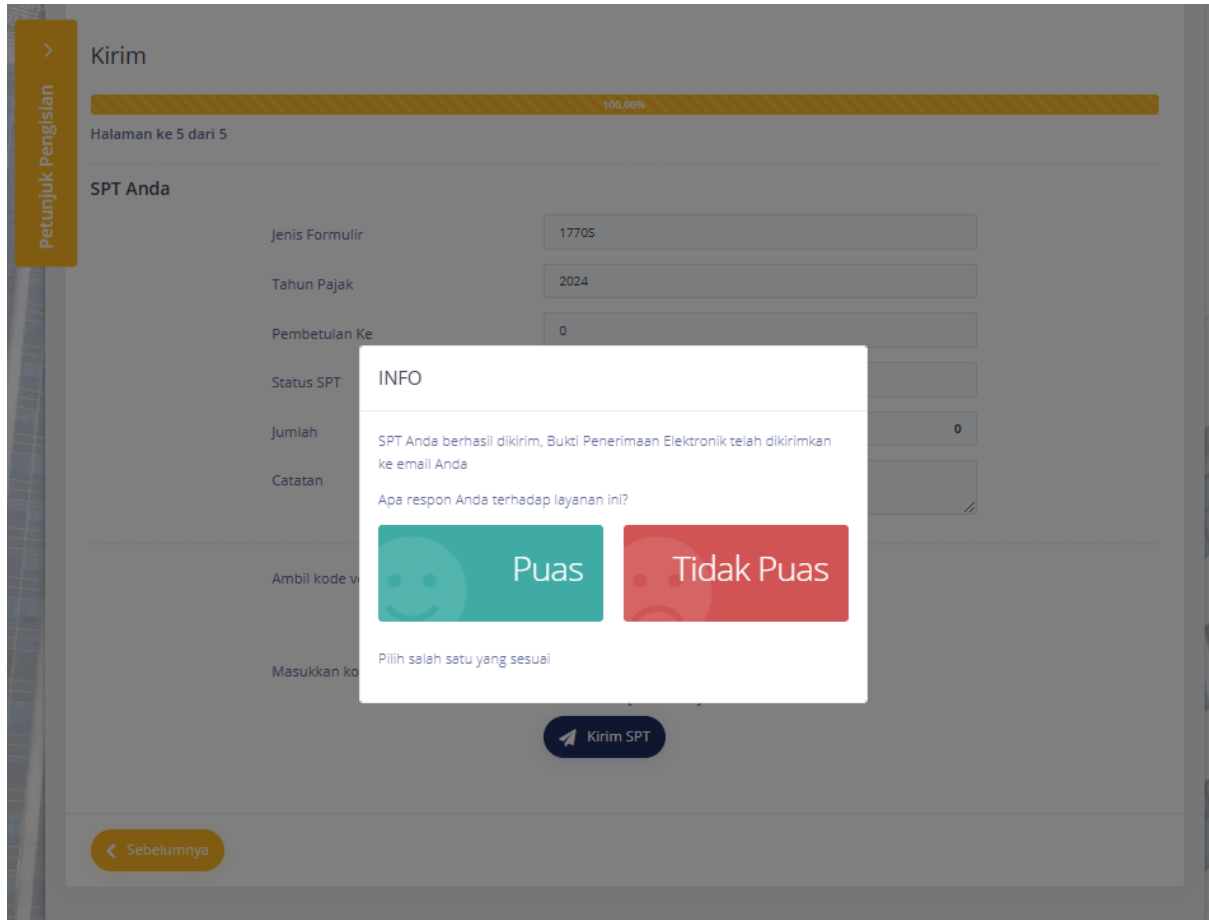 Kirim
Petunjuk Pengisian
100.00%
Halaman ke 5 dari 5
SPT Anda
Jenis Formulir
1770S
Tahun Pajak
2024
Pembetulan Ke
0
Status SPT
Jumlah
0
Catatan
INFO
SPT Anda berhasil dikirim, Bukti Penerimaan Elektronik telah dikirimkan
ke email Anda
Apa respon Anda terhadap layanan ini?
Puas
Tidak Puas
Pilih salah satu yang sesuai
Ambil kode
Masukkan
Kirim SPT
Sebelumnya